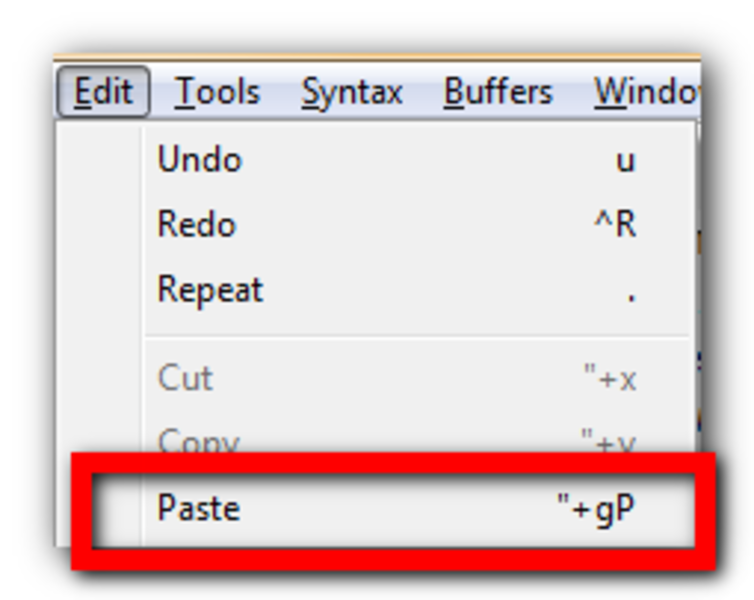 Edit Tools Syntax Buffers Windo
Undo u
Redo ^R
Repeat .
Cut "+x
Copy "+y
Paste "+gP